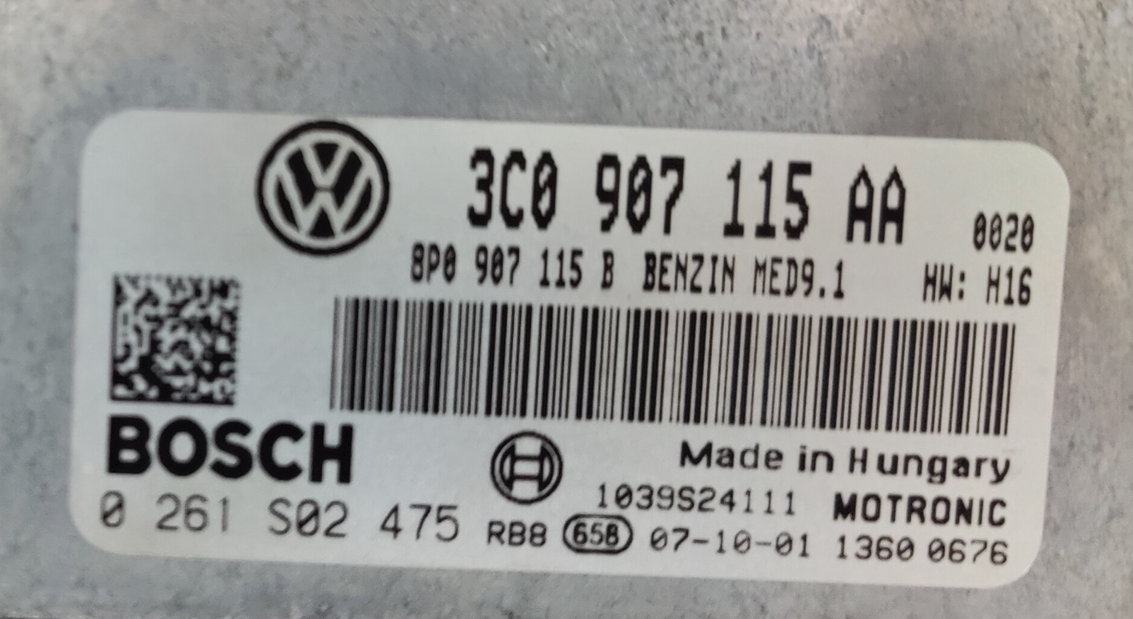 3C0 907 115 AA 0020
8P0 907 115 B BENZIN MED9.1 HW: H16
BOSCH
Made in Hungary
1039S24111 MOTRONIC
0 261 S02 475 RB8 658 07-10-01 1360 0676